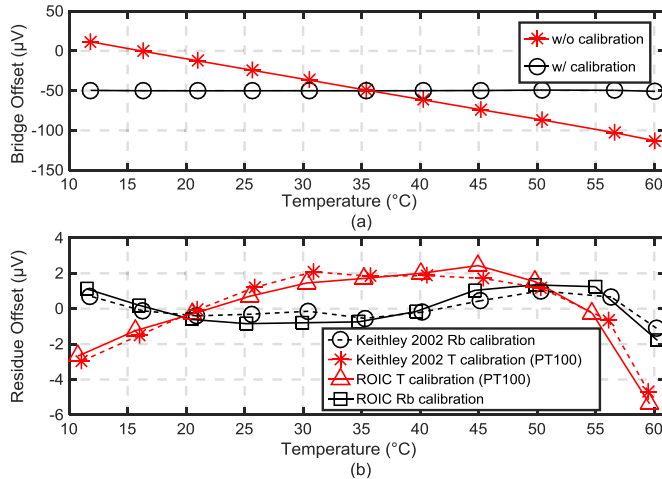 50
0
-50
-100
-150
Bridge Offset (µV)
w/o calibration
w/ calibration
10 15 20 25 30 35 40 45 50 55 60
Temperature (°C)
(a)
4
2
0
-2
-4
-6
Residue Offset (µV)
Keithley 2002 Rb calibration
Keithley 2002 T calibration (PT100)
ROIC T calibration (PT100)
ROIC Rb calibration
10 15 20 25 30 35 40 45 50 55 60
Temperature (°C)
(b)